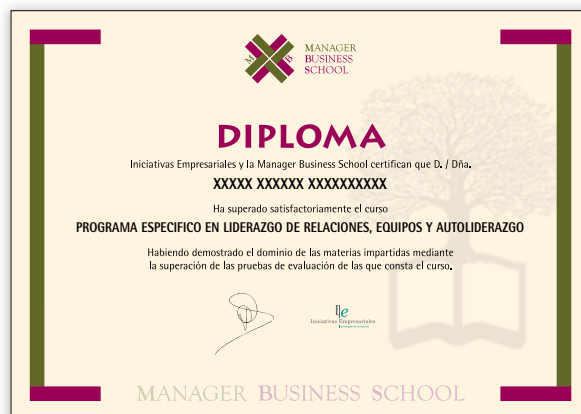 M B
MANAGER
BUSINESS
SCHOOL
DIPLOMA
Iniciativas Empresariales y la Manager Business School certifican que D. / Dña.
XXXXX XXXXXX XXXXXXXXXX
Ha superado satisfactoriamente el curso
PROGRAMA ESPECIFICO EN LIDERAZGO DE RELACIONES, EQUIPOS Y AUTOLIDERAZGO
Habiendo demostrado el dominio de las materias impartidas mediante
la superación de las pruebas de evaluación de las que consta el curso.
Iniciativas Empresariales
MANAGER BUSINESS SCHOOL